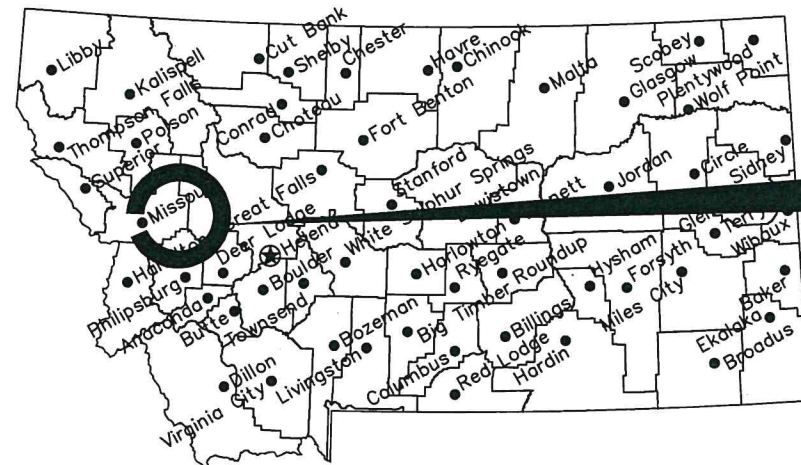 Libby
Kalispell
Cut Bank
Shelby
Chester
Havre
Chinook
Malta
Scobey
Glasgow
Plentywood
Wolf Point
Thompson Falls
Polson
Superior
Conrad
Choteau
Fort Benton
Stanford
Jordan
Circle
Sidney
Great Falls
Deer Lodge
Helena
Boulder
White Sulphur Springs
Harlowton
Ryegate
Roundup
Hysham
Forsyth
Miles City
Terry
Wibaux
Baker
Ekalaka
Broadus
Philipsburg
Anaconda
Butte
Townsend
Bozeman
Livingston
Big Timber
Columbus
Billings
Red Lodge
Hardin
Dillon
Virginia City